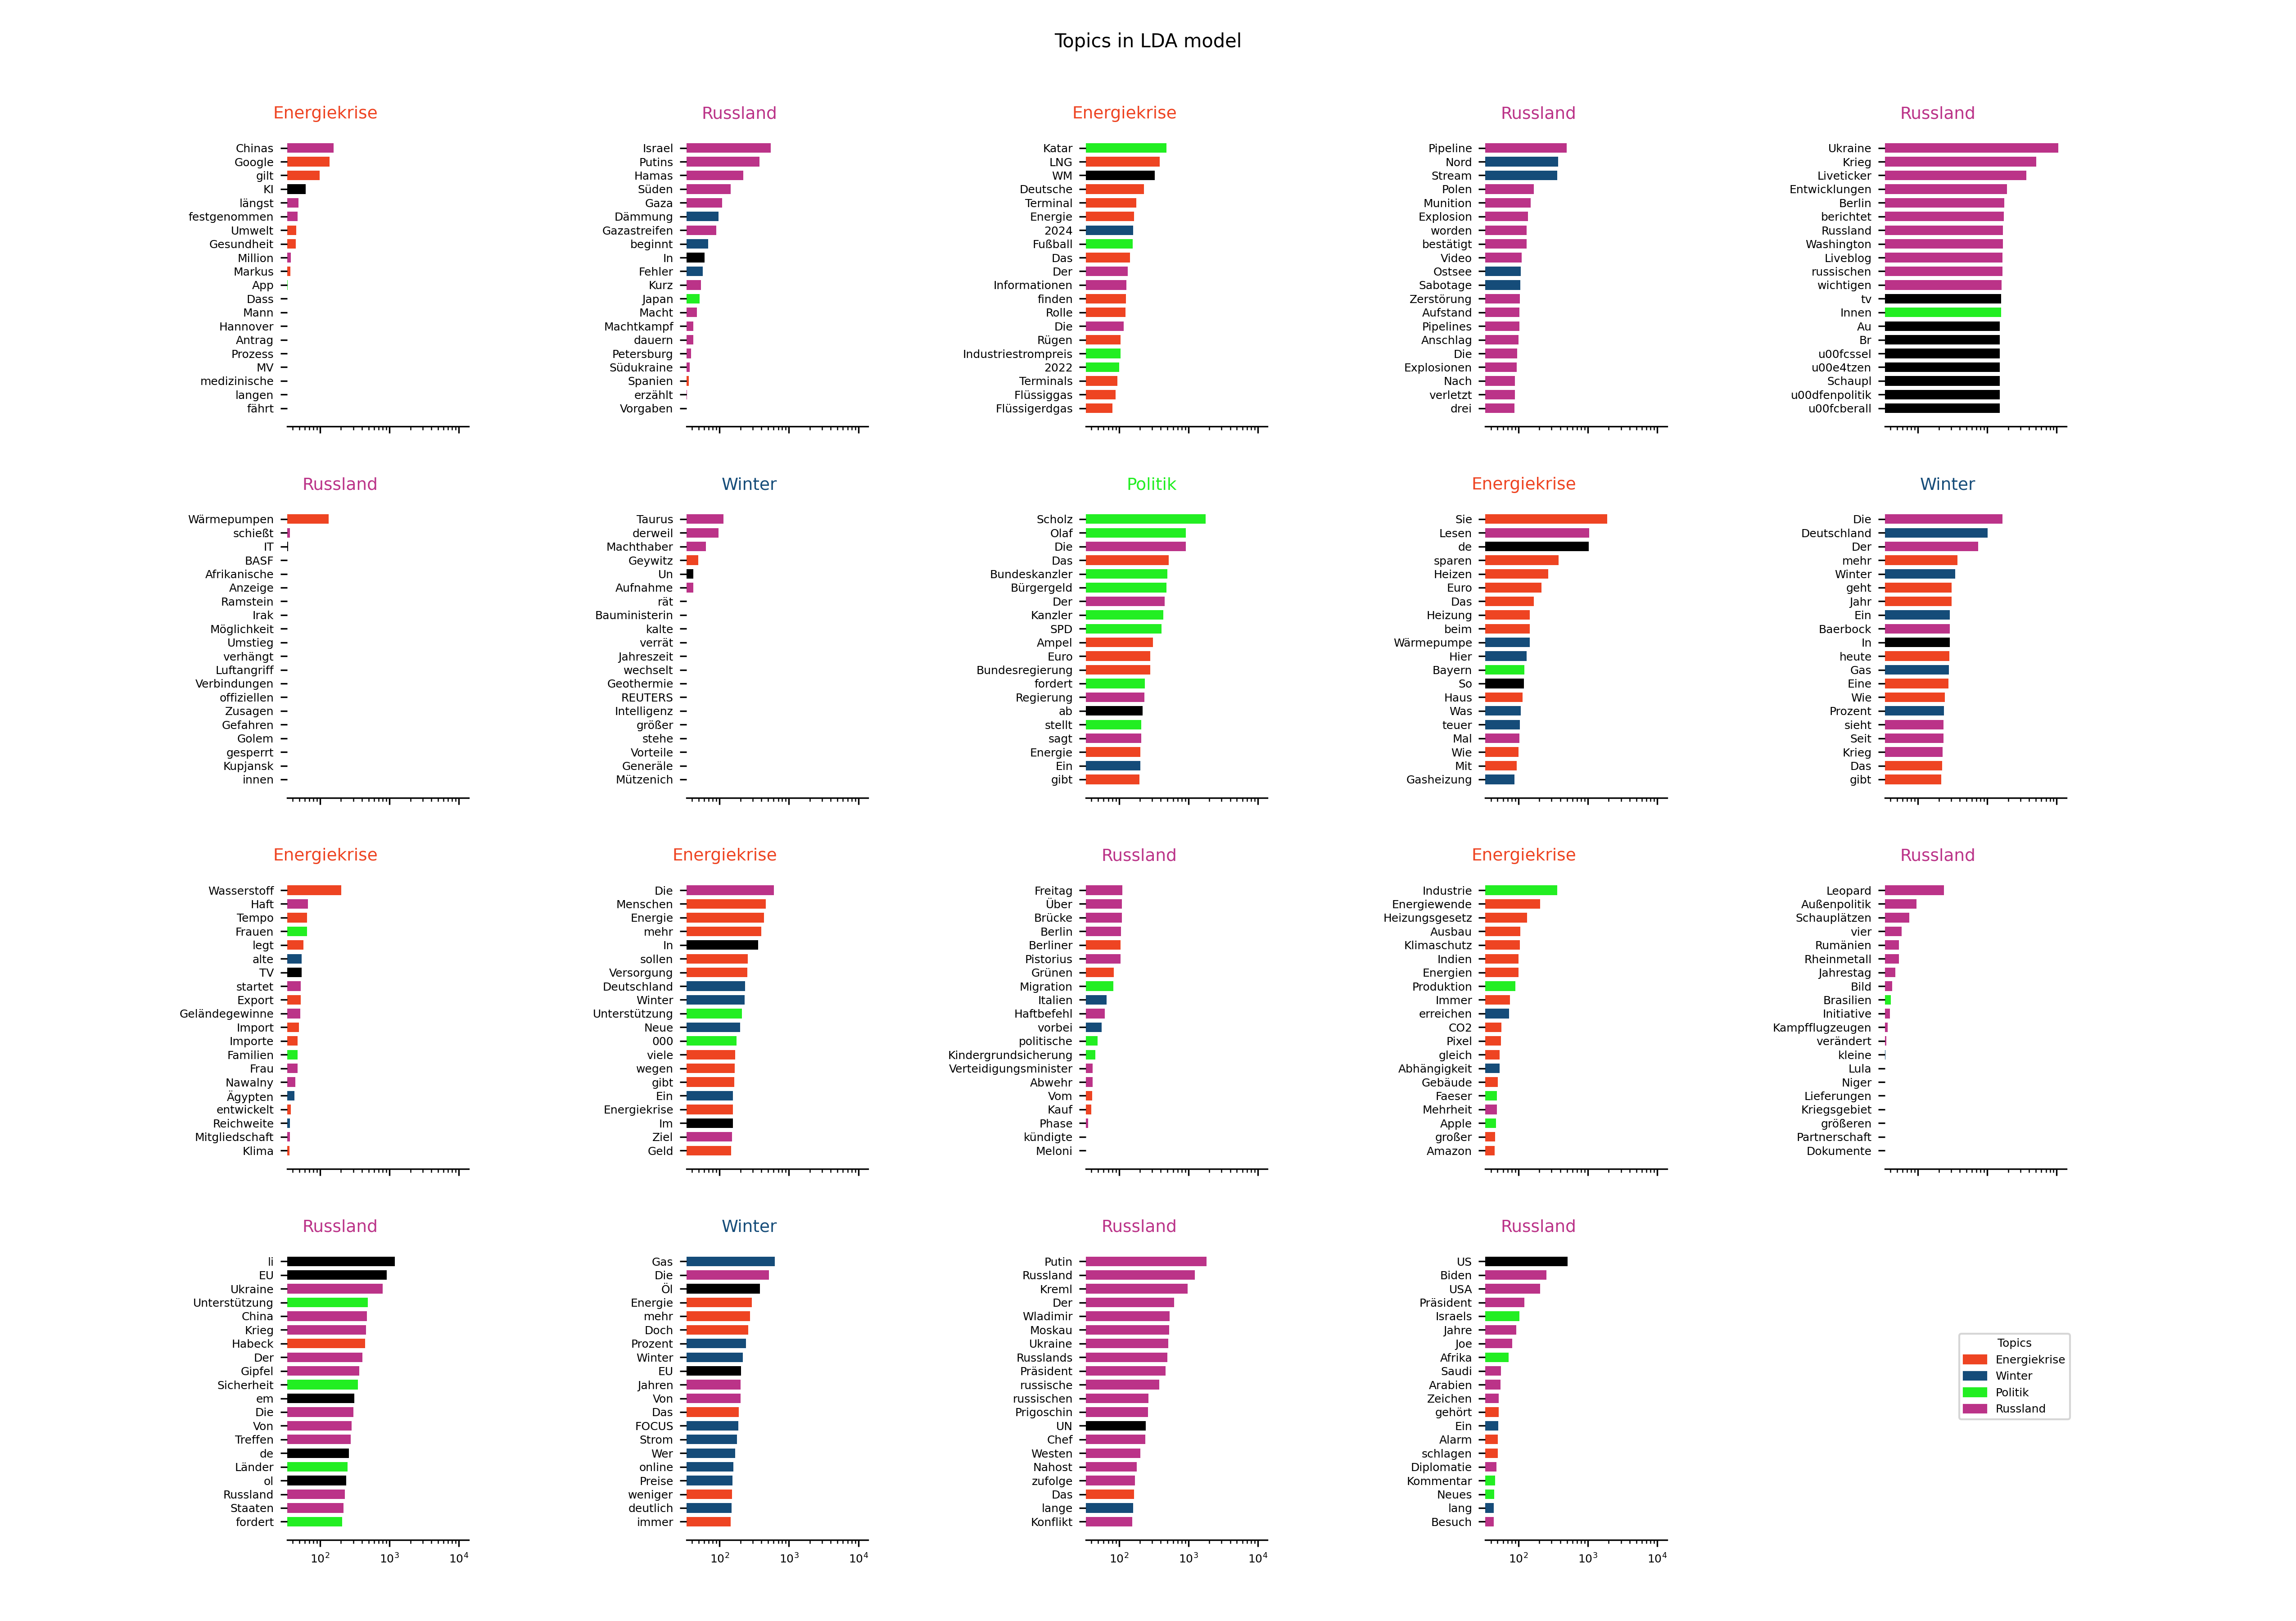 Topics in LDA model
Energiekrise
Chinas
Google
gilt
KI
längst
festgenommen
Umwelt
Gesundheit
Million
Markus
App
Dass
Mann
Hannover
Antrag
Prozess
MV
medizinische
langen
fährt
Russland
Israel
Putins
Hamas
Süden
Gaza
Dämmung
Gazastreifen
beginnt
In
Fehler
Kurz
Japan
Macht
Machtkampf
dauern
Petersburg
Südukraine
Spanien
erzählt
Vorgaben
Energiekrise
Katar
LNG
WM
Deutsche
Terminal
Energie
2024
Fußball
Das
Der
Informationen
finden
Rolle
Die
Rügen
Industriestrompreis
2022
Terminals
Flüssiggas
Flüssigerdgas
Russland
Pipeline
Nord
Stream
Polen
Munition
Explosion
worden
bestätigt
Video
Ostsee
Sabotage
Zerstörung
Aufstand
Pipelines
Anschlag
Die
Explosionen
Nach
verletzt
drei
Russland
Ukraine
Krieg
Liveticker
Entwicklungen
Berlin
berichtet
Russland
Washington
Liveblog
russischen
wichtigen
tv
Innen
Au
Br
u00fcssel
u00e4tzen
Schaupl
u00dfenpolitik
u00fcberall
Russland
Wärmepumpen
schießt
IT
BASF
Afrikanische
Anzeige
Ramstein
Irak
Möglichkeit
Umstieg
verhängt
Luftangriff
Verbindungen
offiziellen
Zusagen
Gefahren
Golem
gesperrt
Kupjansk
innen
Winter
Taurus
derweil
Machthaber
Geywitz
Un
Aufnahme
rät
Bauministerin
kalte
verrät
Jahreszeit
wechselt
Geothermie
REUTERS
Intelligenz
größer
stehe
Vorteile
Generäle
Mützenich
Politik
Scholz
Olaf
Die
Das
Bundeskanzler
Bürgergeld
Der
Kanzler
SPD
Ampel
Euro
Bundesregierung
fordert
Regierung
ab
stellt
sagt
Energie
Ein
gibt
Energiekrise
Sie
Lesen
de
sparen
Heizen
Euro
Das
Heizung
beim
Wärmepumpe
Hier
Bayern
So
Haus
Was
teuer
Mal
Wie
Mit
Gasheizung
Winter
Die
Deutschland
Der
mehr
Winter
geht
Jahr
Ein
Baerbock
In
heute
Gas
Eine
Wie
Prozent
sieht
Seit
Krieg
Das
gibt
Energiekrise
Wasserstoff
Haft
Tempo
Frauen
legt
alte
TV
startet
Export
Geländegewinne
Import
Importe
Familien
Frau
Nawalny
Ägypten
entwickelt
Reichweite
Mitgliedschaft
Klima
Energiekrise
Die
Menschen
Energie
mehr
In
sollen
Versorgung
Deutschland
Winter
Unterstützung
Neue
000
viele
wegen
gibt
Ein
Energiekrise
Im
Ziel
Geld
Russland
Freitag
Über
Brücke
Berlin
Berliner
Pistorius
Grünen
Migration
Italien
Haftbefehl
vorbei
politische
Kindergrundsicherung
Verteidigungsminister
Abwehr
Vom
Kauf
Phase
kündigte
Meloni
Energiekrise
Industrie
Energiewende
Heizungsgesetz
Ausbau
Klimaschutz
Indien
Energien
Produktion
Immer
erreichen
CO2
Pixel
gleich
Abhängigkeit
Gebäude
Faeser
Mehrheit
Apple
großer
Amazon
Russland
Leopard
Außenpolitik
Schauplätzen
vier
Rumänien
Rheinmetall
Jahrestag
Bild
Brasilien
Initiative
Kampfflugzeugen
verändert
kleine
Lula
Niger
Lieferungen
Kriegsgebiet
größeren
Partnerschaft
Dokumente
Russland
li
EU
Ukraine
Unterstützung
China
Krieg
Habeck
Der
Gipfel
Sicherheit
em
Die
Von
Treffen
de
Länder
ol
Russland
Staaten
fordert
10² 10³ 10⁴
Winter
Gas
Die
Öl
Energie
mehr
Doch
Prozent
Winter
EU
Jahren
Von
Das
FOCUS
Strom
Wer
online
Preise
weniger
deutlich
immer
10² 10³ 10⁴
Russland
Putin
Russland
Kreml
Der
Wladimir
Moskau
Ukraine
Russlands
Präsident
russische
russischen
Prigoschin
UN
Chef
Westen
Nahost
zufolge
Das
lange
Konflikt
10² 10³ 10⁴
Russland
US
Biden
USA
Präsident
Israels
Jahre
Joe
Afrika
Saudi
Arabien
Zeichen
gehört
Ein
Alarm
schlagen
Diplomatie
Kommentar
Neues
lang
Besuch
10² 10³ 10⁴
Topics
Energiekrise
Winter
Politik
Russland